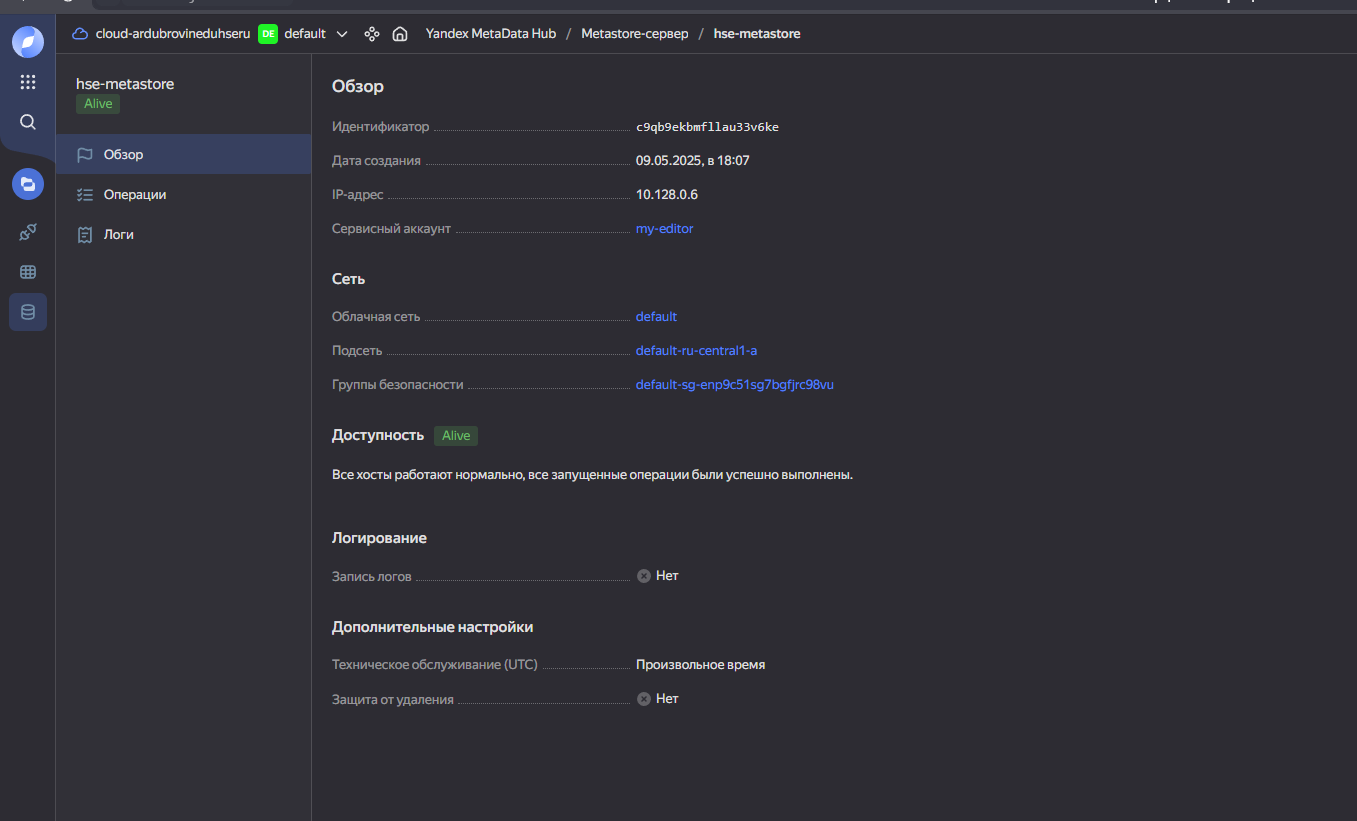 cloud-ardubrovineduhseru DE default Yandex MetaData Hub / Metastore-сервер / hse-metastore
hse-metastore
Alive
Обзор
Операции
Логи
Обзор
Идентификатор c9qb9ekbmfllau33v6ke
Дата создания 09.05.2025, в 18:07
IP-адрес 10.128.0.6
Сервисный аккаунт my-editor
Сеть
Облачная сеть default
Подсеть default-ru-central1-a
Группы безопасности default-sg-enp9c51sg7bgfjrc98vu
Доступность Alive
Все хосты работают нормально, все запущенные операции были успешно выполнены.
Логирование
Запись логов Нет
Дополнительные настройки
Техническое обслуживание (UTC) Произвольное время
Защита от удаления Нет